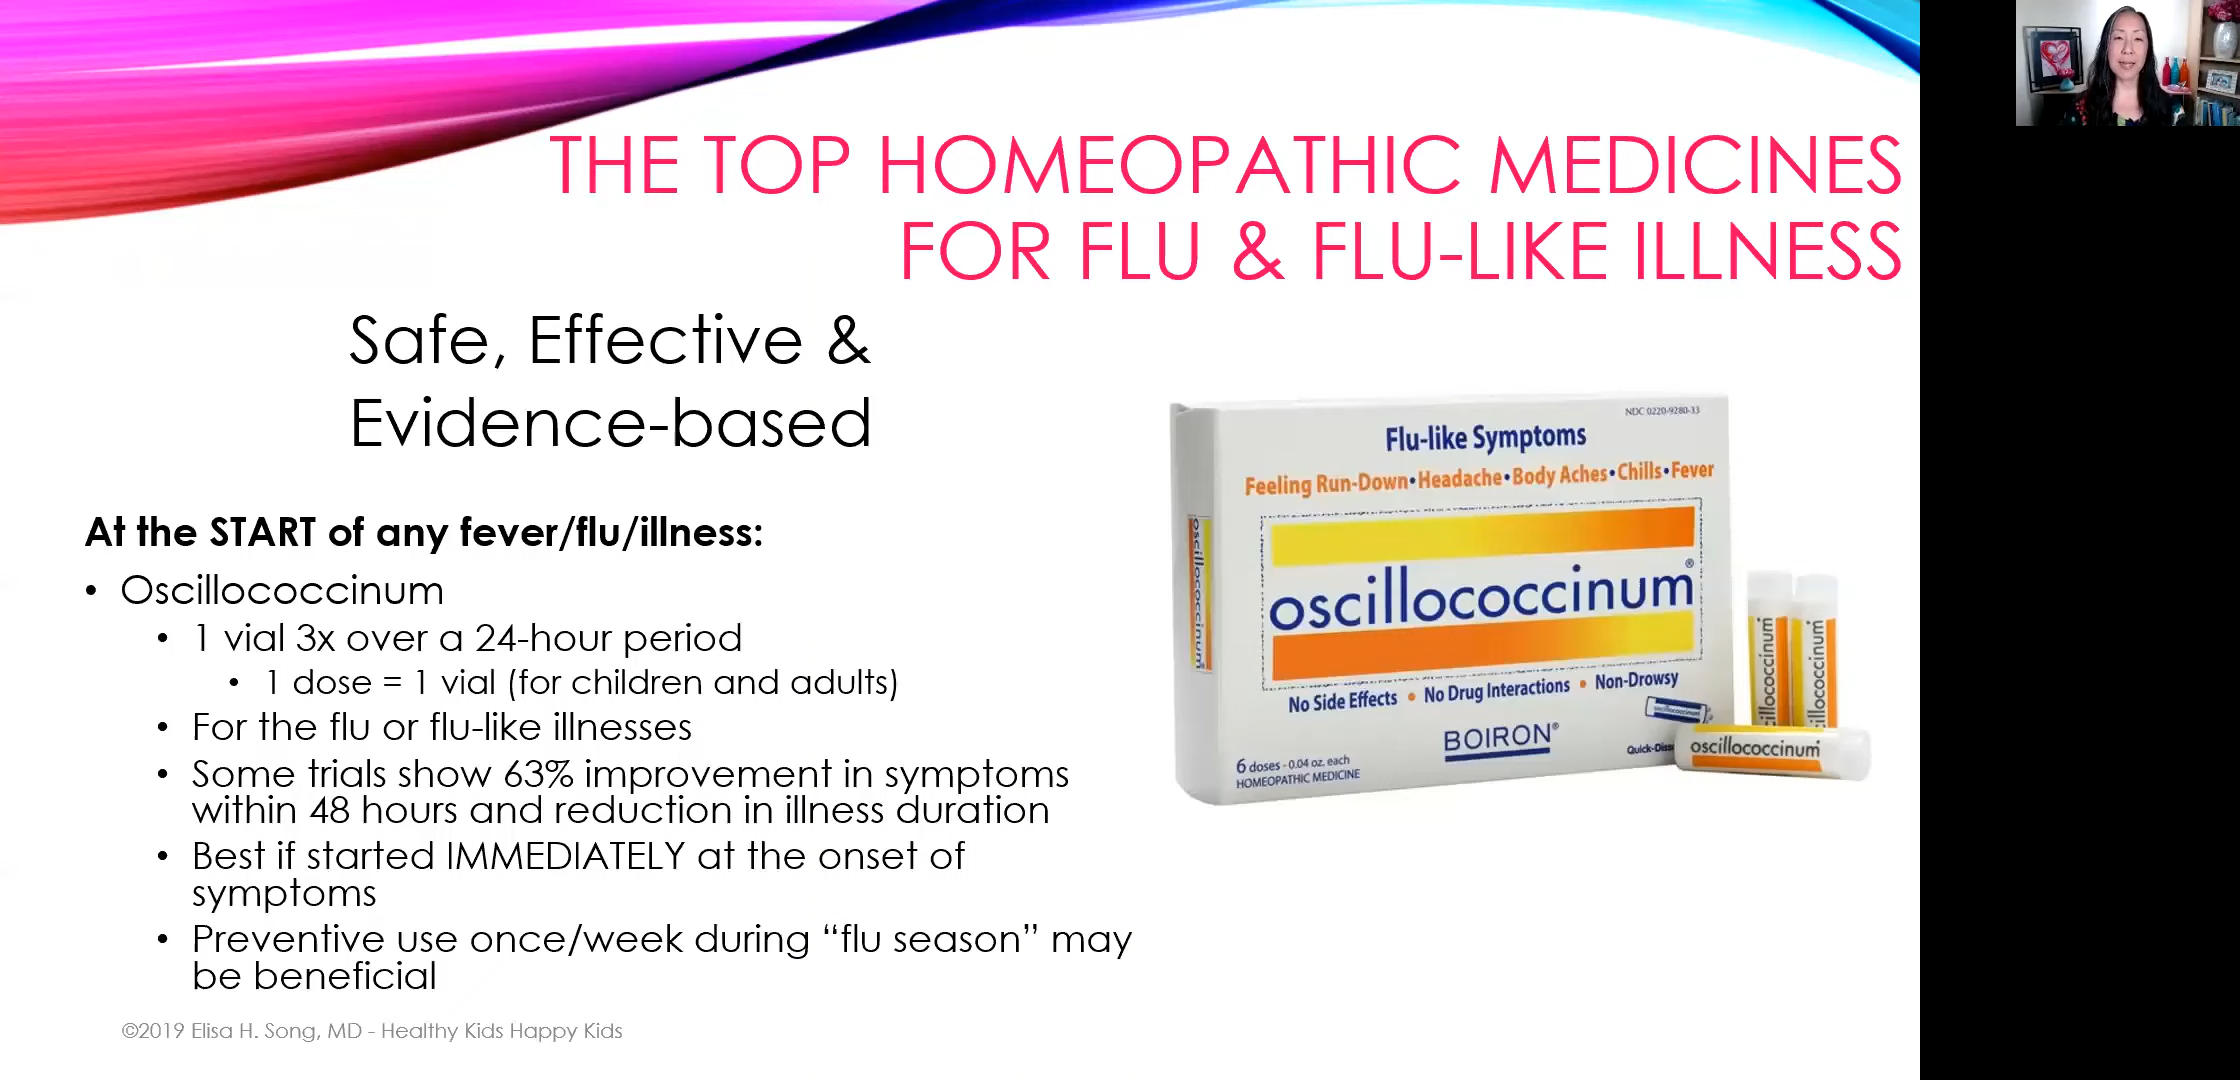 THE TOP HOMEOPATHIC MEDICINES
FOR FLU & FLU-LIKE ILLNESS
Safe, Effective &
Evidence-based
At the START of any fever/flu/illness:
• Oscillococcinum
• 1 vial 3x over a 24-hour period
• 1 dose = 1 vial (for children and adults)
• For the flu or flu-like illnesses
• Some trials show 63% improvement in symptoms
within 48 hours and reduction in illness duration
• Best if started IMMEDIATELY at the onset of
symptoms
• Preventive use once/week during “flu season” may
be beneficial
©2019 Elisa H. Song, MD - Healthy Kids Happy Kids
NDC 0220-9280-33
Flu-like Symptoms
Feeling Run-Down•Headache•Body Aches•Chills•Fever
oscillococcinum
oscillococcinum®
No Side Effects • No Drug Interactions • Non-Drowsy
oscillococcinum
BOIRON®
6 doses - 0.04 oz. each
HOMEOPATHIC MEDICINE
oscillococcinum
oscillococcinum
oscillococcinum